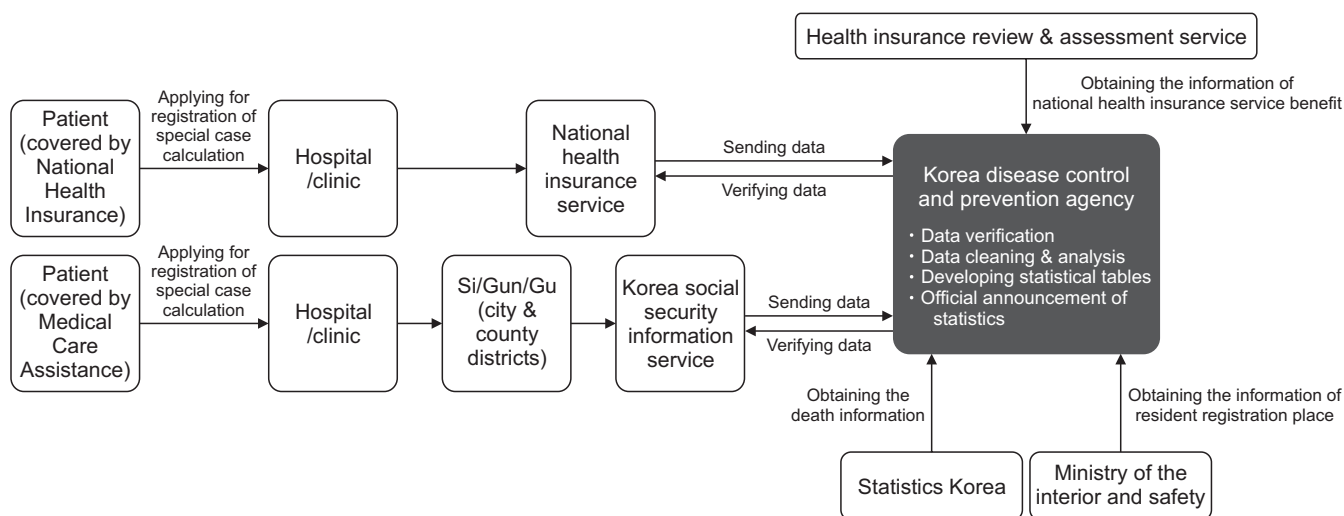 Health insurance review & assessment service
Obtaining the information of
national health insurance service benefit
Patient
(covered by
National
Health
Insurance)
Applying for
registration of
special case
calculation
Hospital
/clinic
National
health
insurance
service
Sending data
Verifying data
Korea disease control
and prevention agency
・Data verification
・Data cleaning & analysis
・Developing statistical tables
・Official announcement of
statistics
Patient
(covered by
Medical
Care
Assistance)
Applying for
registration of
special case
calculation
Hospital
/clinic
Si/Gun/Gu
(city &
county
districts)
Korea social
security
information
service
Sending data
Verifying data
Obtaining the
death information
Obtaining the information of
resident registration place
Statistics Korea
Ministry of the
interior and safety